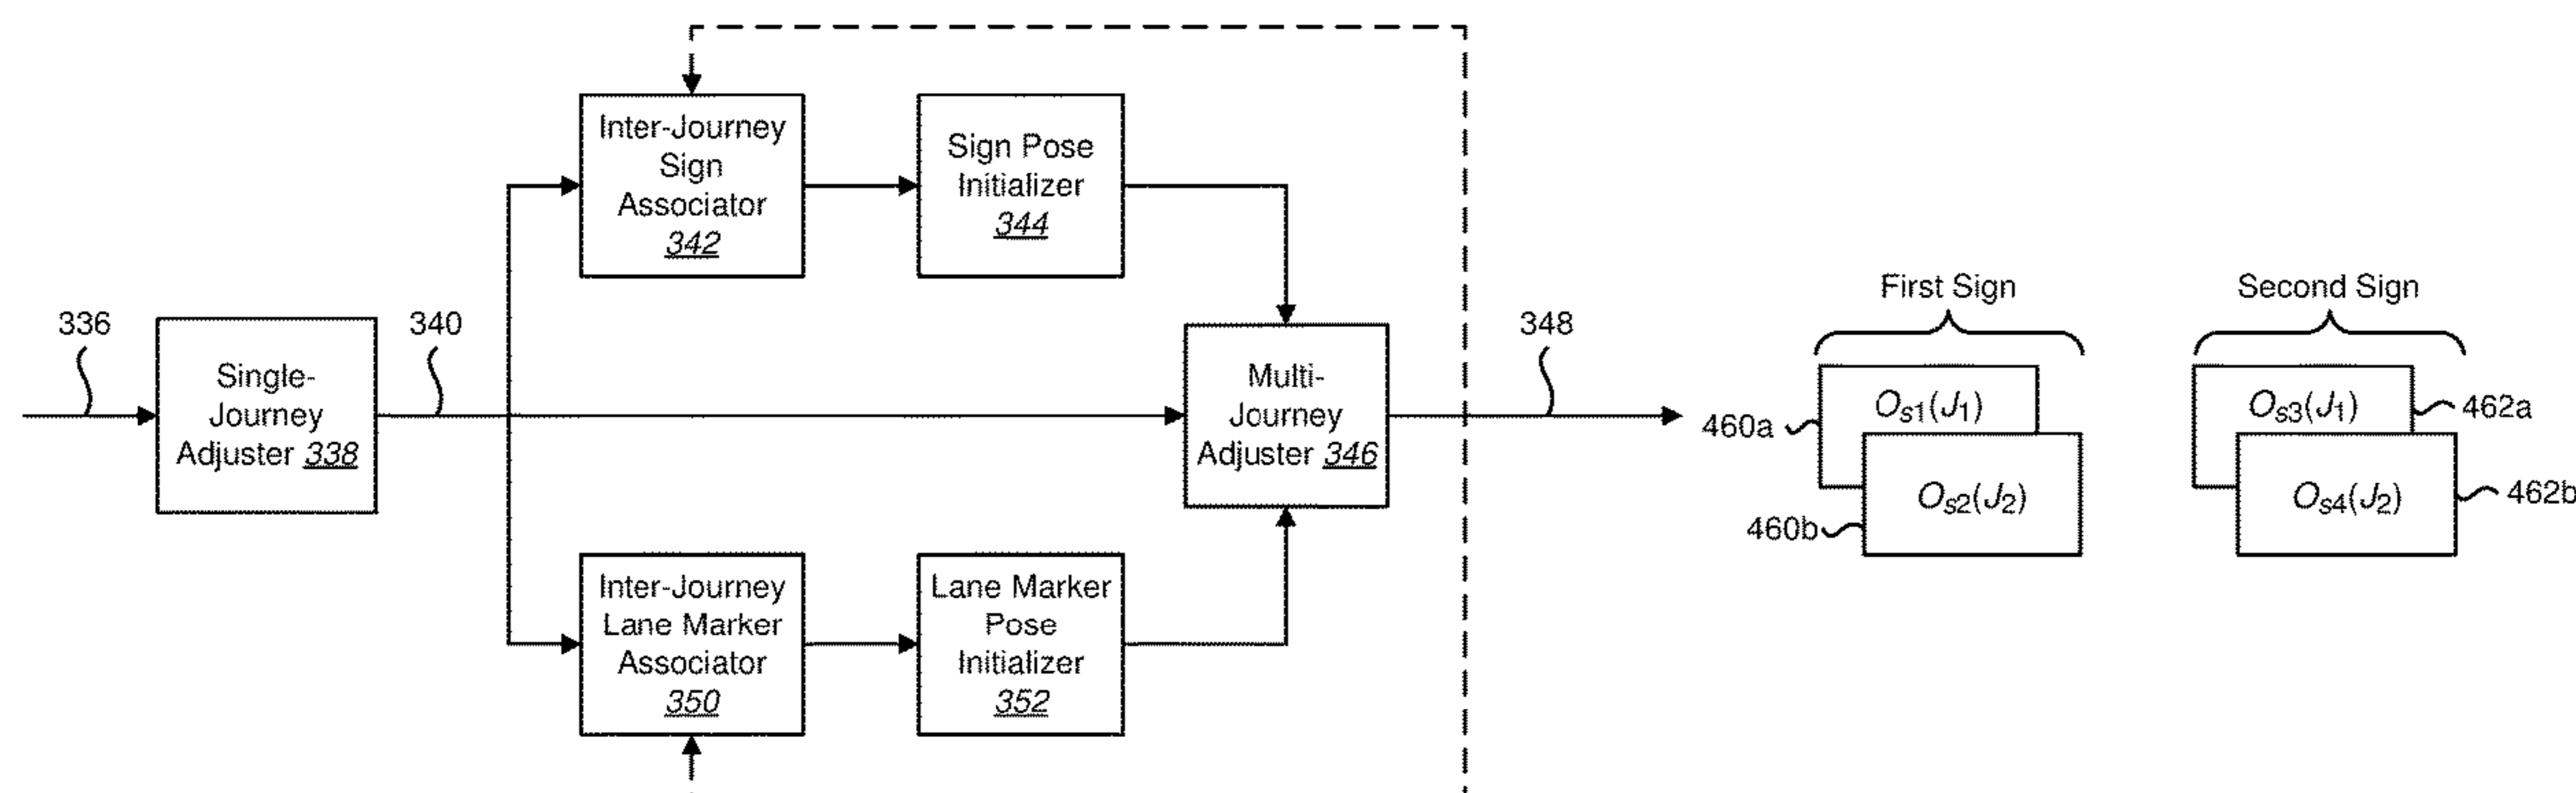 336
Single-
Journey
Adjuster 338
340
Inter-Journey
Sign
Associator
342
Sign Pose
Initializer
344
Inter-Journey
Lane Marker
Associator
350
Lane Marker
Pose
Initializer
352
Multi-
Journey
Adjuster 346
348
First Sign
460a
Os1(J1)
460b
Os2(J2)
Second Sign
Os3(J1)
462a
Os4(J2)
462b